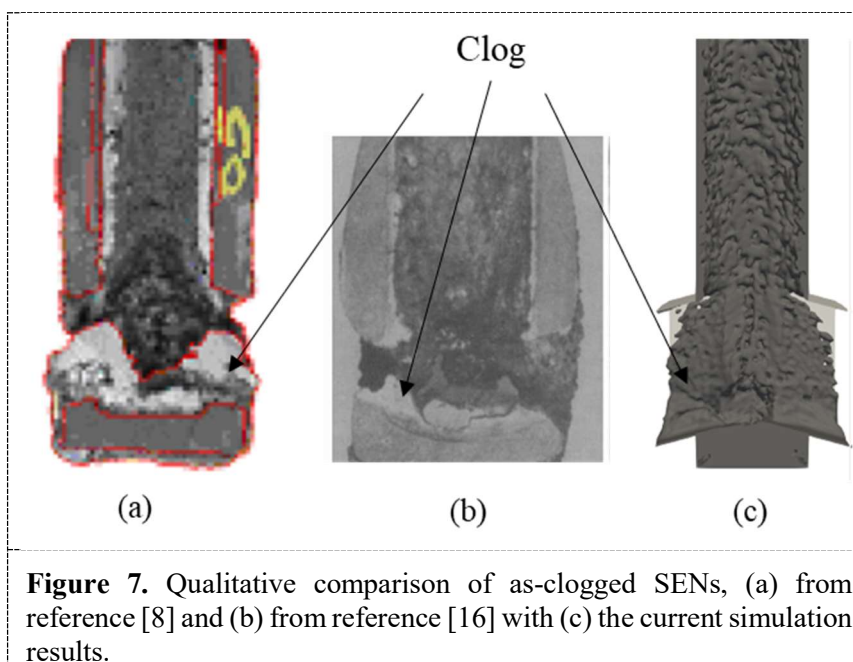 Clog
(a)
(b)
(c)
Figure 7. Qualitative comparison of as-clogged SENs, (a) from
reference [8] and (b) from reference [16] with (c) the current simulation
results.